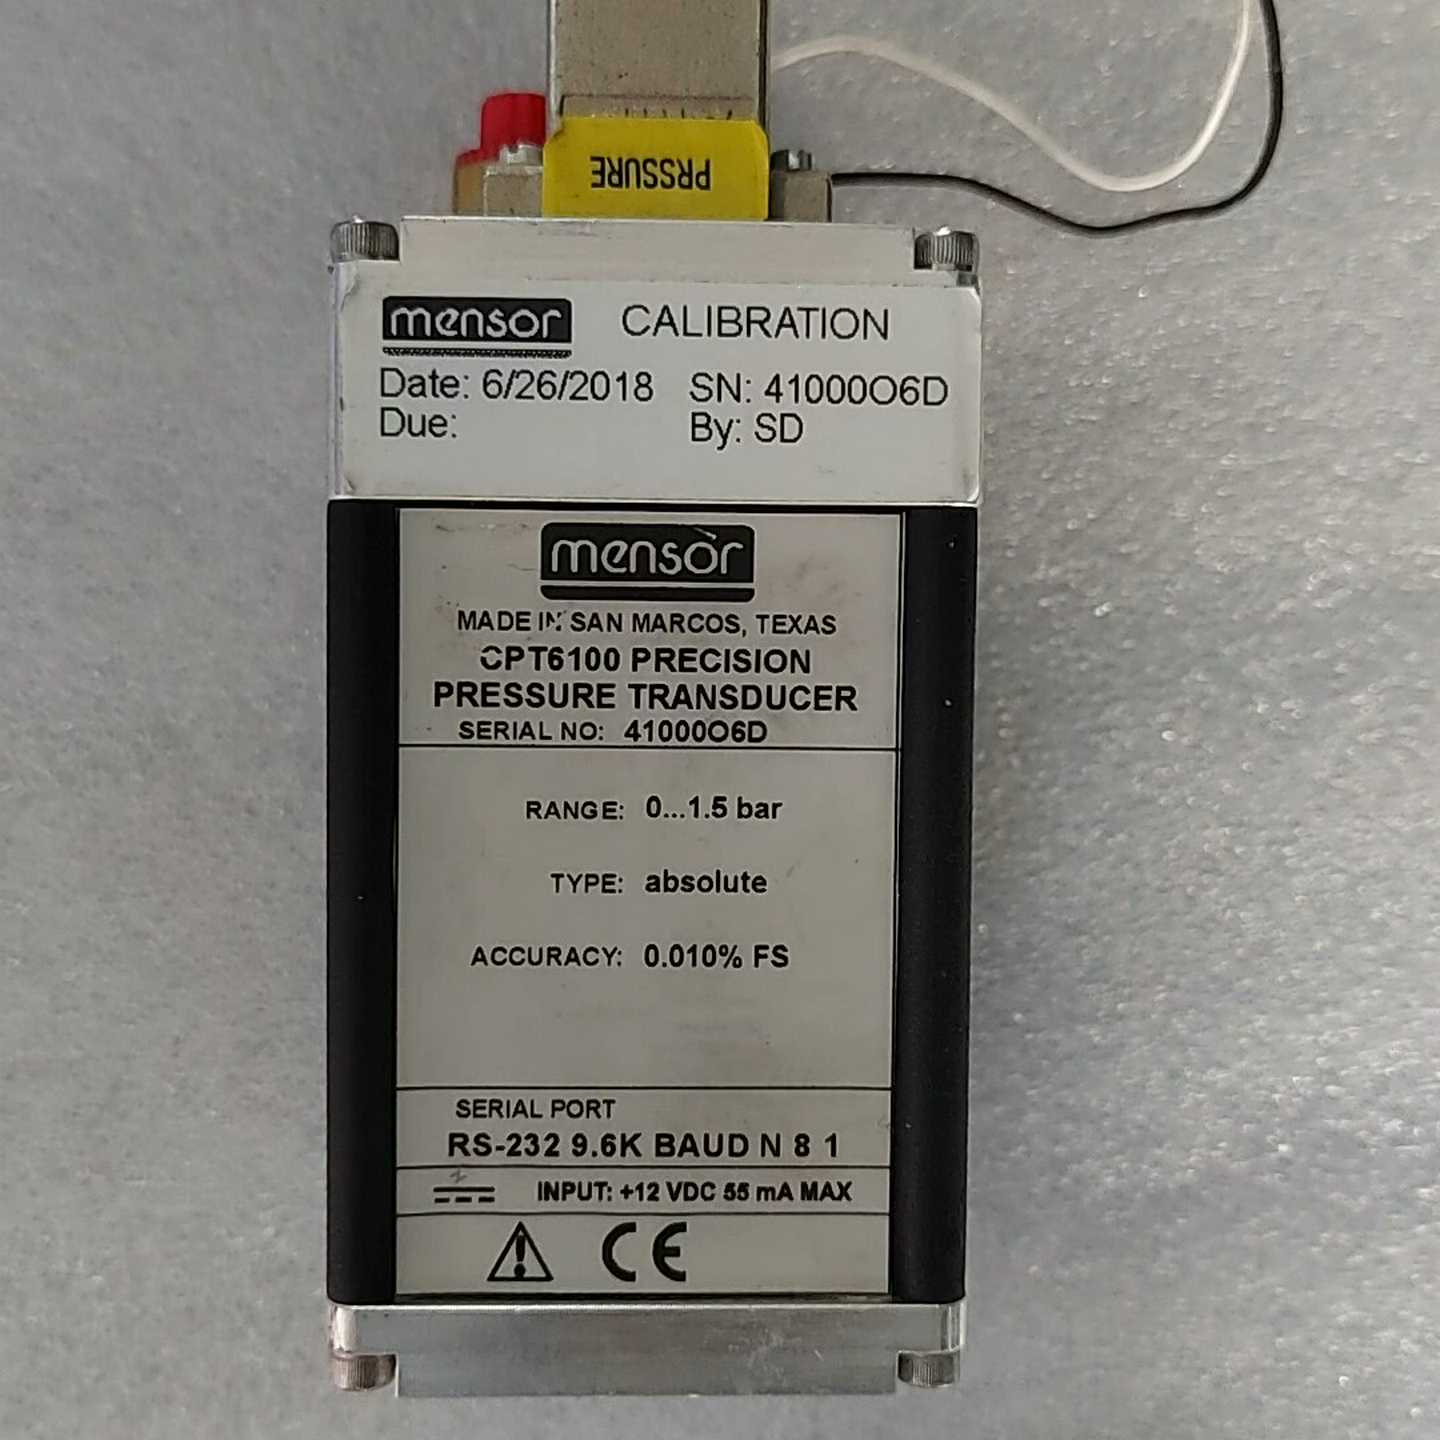 PRSSURE
mensor CALIBRATION
Date: 6/26/2018 SN: 41000O6D
Due: By: SD
mensor
MADE IN SAN MARCOS, TEXAS
CPT6100 PRECISION
PRESSURE TRANSDUCER
SERIAL NO: 41000O6D
RANGE: 0...1.5 bar
TYPE: absolute
ACCURACY: 0.010% FS
SERIAL PORT
RS-232 9.6K BAUD N 8 1
INPUT: +12 VDC 55 mA MAX
CE